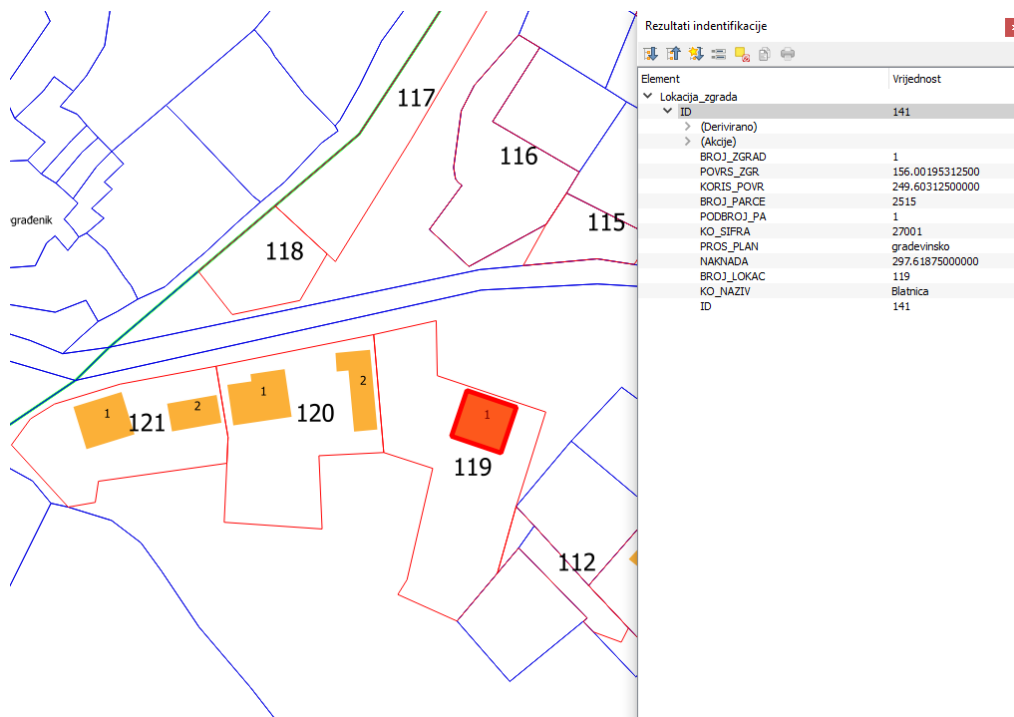 117
116
115
građenik
118
121
1
2
120
1
2
119
1
112
Rezultati indentifikacije
Element Vrijednost
Lokacija_zgrada
ID 141
(Derivirano)
(Akcije)
BROJ_ZGRAD 1
POVRS_ZGR 156.00195312500
KORIS_POVR 249.60312500000
BROJ_PARCE 2515
PODBROJ_PA 1
KO_SIFRA 27001
PROS_PLAN građevinsko
NAKNADA 297.61875000000
BROJ_LOKAC 119
KO_NAZIV Blatnica
ID 141